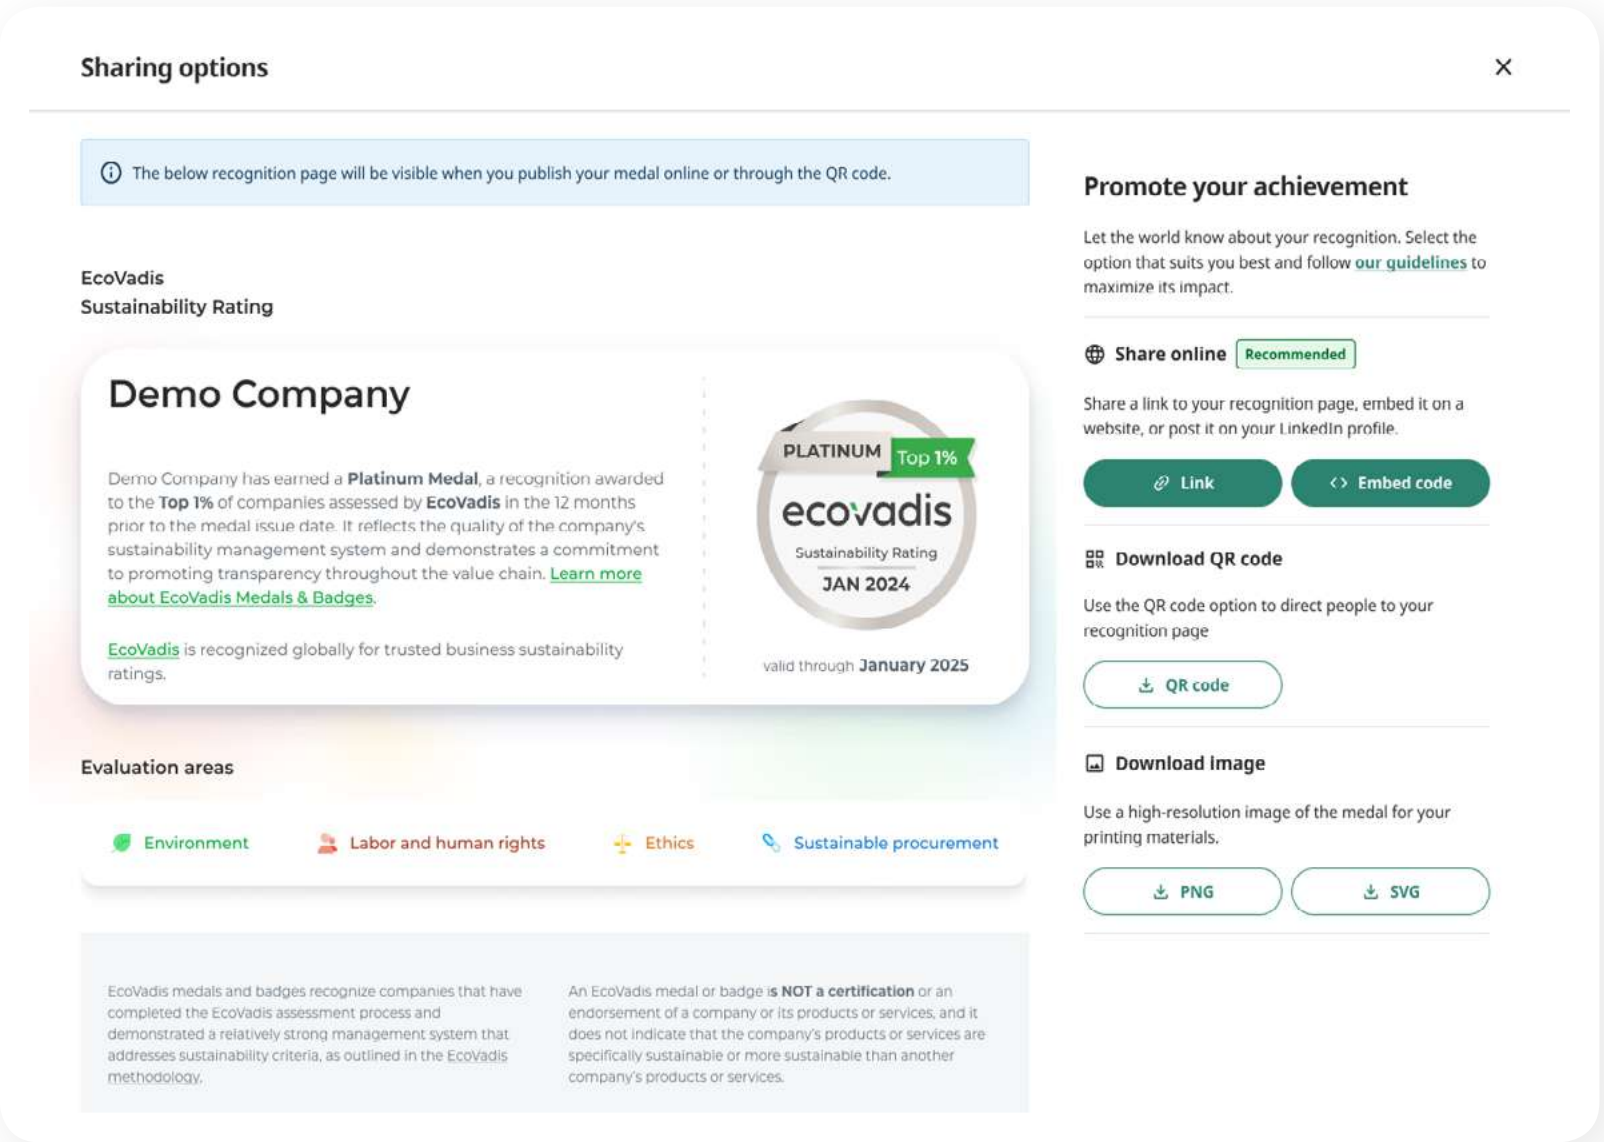 Sharing options
The below recognition page will be visible when you publish your medal online or through the QR code.
EcoVadis
Sustainability Rating
Demo Company
Demo Company has earned a Platinum Medal, a recognition awarded
to the Top 1% of companies assessed by EcoVadis in the 12 months
prior to the medal issue date. It reflects the quality of the company's
sustainability management system and demonstrates a commitment
to promoting transparency throughout the value chain. Learn more
about EcoVadis Medals & Badges.
EcoVadis is recognized globally for trusted business sustainability
ratings.
PLATINUM
Top 1%
ecovadis
Sustainability Rating
JAN 2024
valid through January 2025
Evaluation areas
Environment
Labor and human rights
Ethics
Sustainable procurement
EcoVadis medals and badges recognize companies that have
completed the EcoVadis assessment process and
demonstrated a relatively strong management system that
addresses sustainability criteria, as outlined in the EcoVadis
methodology.
An EcoVadis medal or badge is NOT a certification or an
endorsement of a company or its products or services, and it
does not indicate that the company's products or services are
specifically sustainable or more sustainable than another
company's products or services.
Promote your achievement
Let the world know about your recognition. Select the
option that suits you best and follow our guidelines to
maximize its impact.
Share online
Recommended
Share a link to your recognition page, embed it on a
website, or post it on your LinkedIn profile.
Link
Embed code
Download QR code
Use the QR code option to direct people to your
recognition page
QR code
Download image
Use a high-resolution image of the medal for your
printing materials.
PNG
SVG